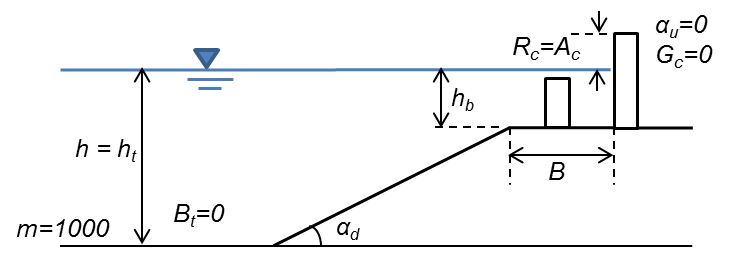 αu=0
Rc=Ac
Gc=0
hb
h = ht
B
Bt=0
m=1000
αd